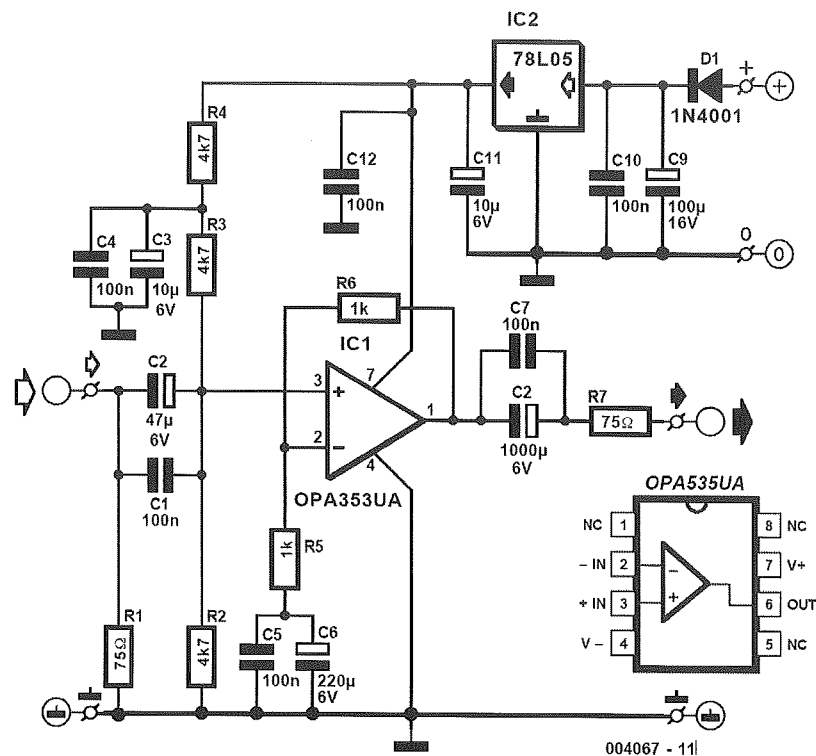 IC2
78L05
D1
+
+
1N4001
R4
4k7
C12
100n
C11
10µ
6V
C10
100n
C9
100µ
16V
0
0
C4
100n
C3
10µ
6V
R3
4k7
R6
1k
IC1
C7
100n
C2
47µ
6V
3
+
7
1
2
−
4
C2
1000µ
6V
R7
75Ω
OPA353UA
C1
100n
OPA535UA
NC 1
8 NC
− IN 2
−
7 V+
+ IN 3
+
6 OUT
V − 4
5 NC
R5
1k
R1
75Ω
R2
4k7
C5
100n
C6
220µ
6V
004067 - 11